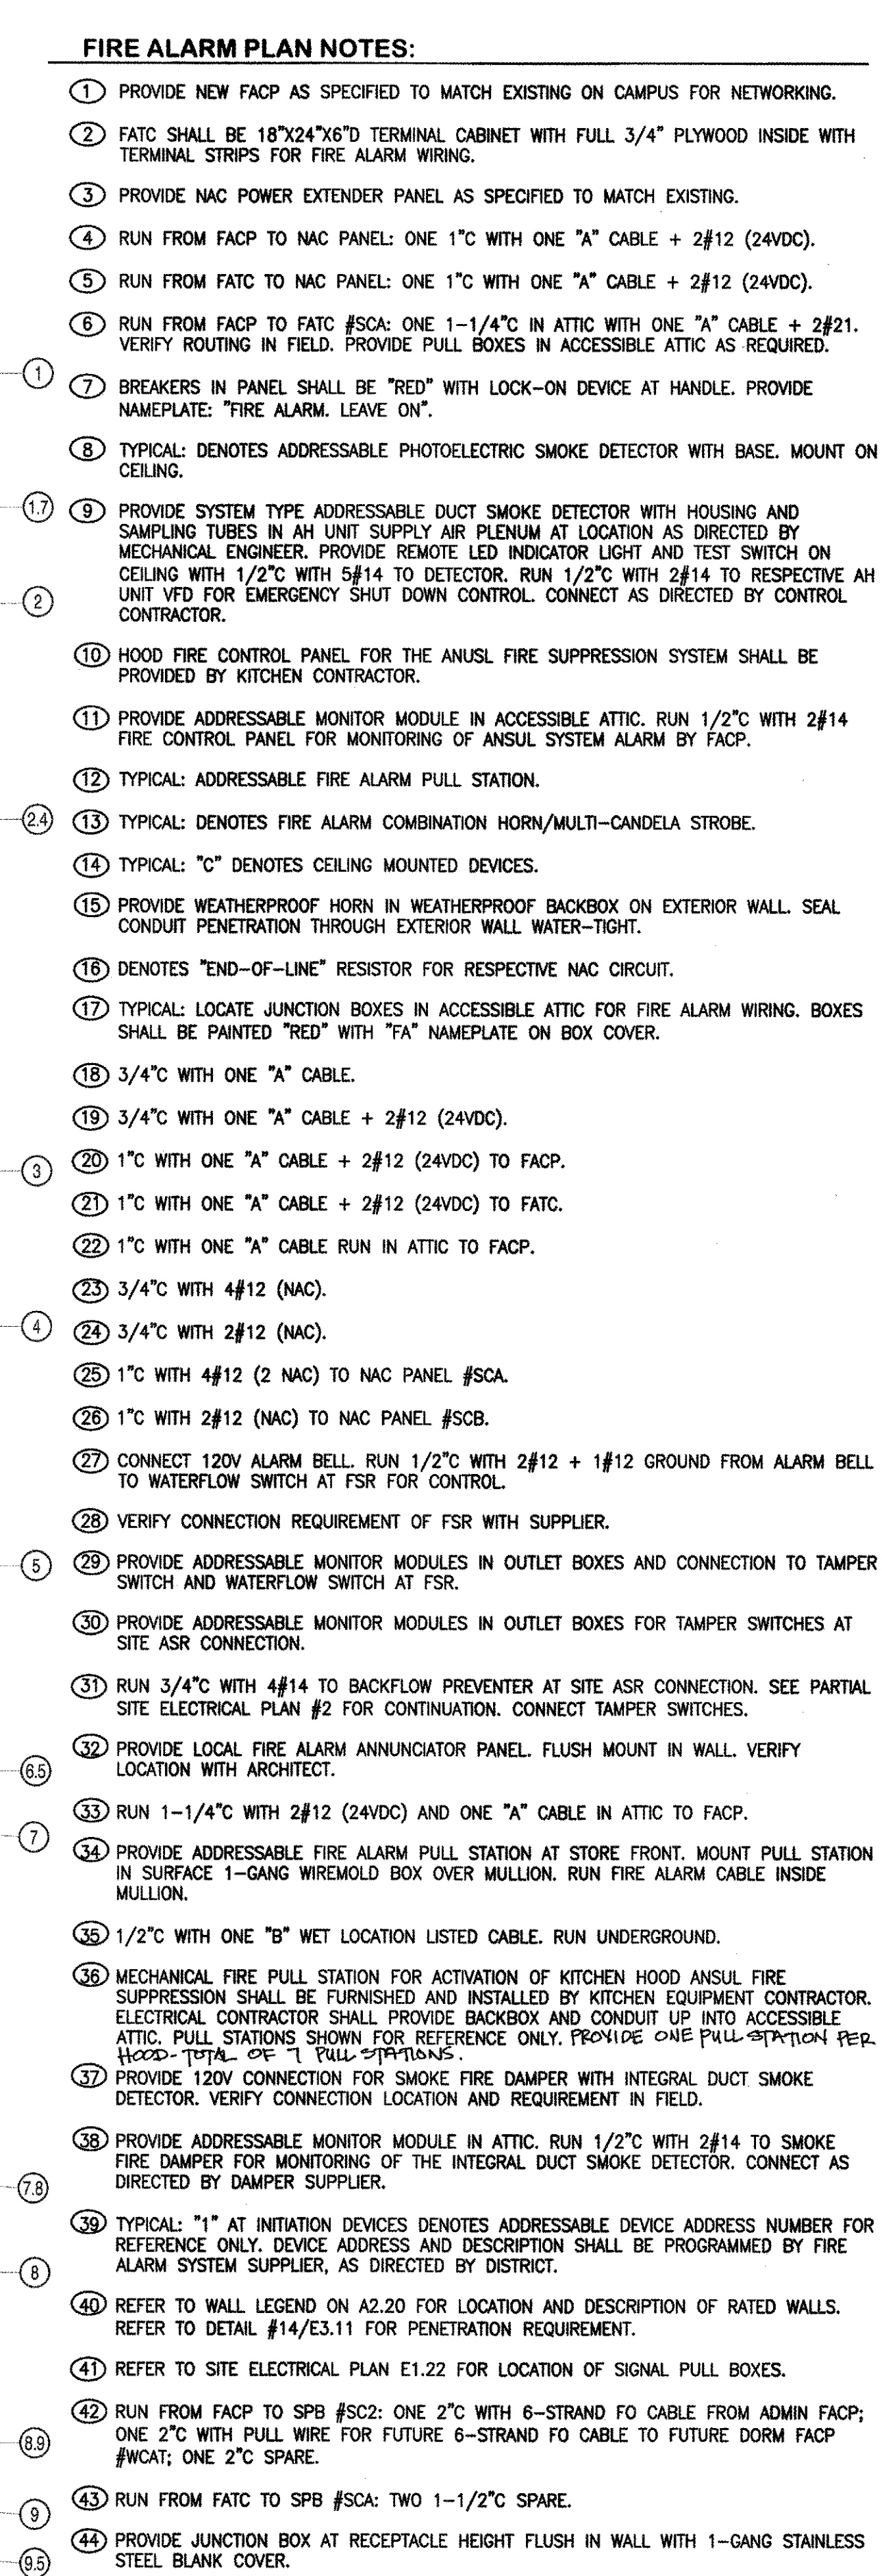 FIRE ALARM PLAN NOTES:
1 PROVIDE NEW FACP AS SPECIFIED TO MATCH EXISTING ON CAMPUS FOR NETWORKING.
2 FATC SHALL BE 18"X24"X6"D TERMINAL CABINET WITH FULL 3/4" PLYWOOD INSIDE WITH
TERMINAL STRIPS FOR FIRE ALARM WIRING.
3 PROVIDE NAC POWER EXTENDER PANEL AS SPECIFIED TO MATCH EXISTING.
4 RUN FROM FACP TO NAC PANEL: ONE 1"C WITH ONE "A" CABLE + 2#12 (24VDC).
5 RUN FROM FATC TO NAC PANEL: ONE 1"C WITH ONE "A" CABLE + 2#12 (24VDC).
6 RUN FROM FACP TO FATC #SCA: ONE 1-1/4"C IN ATTIC WITH ONE "A" CABLE + 2#21.
VERIFY ROUTING IN FIELD. PROVIDE PULL BOXES IN ACCESSIBLE ATTIC AS REQUIRED.
1
7 BREAKERS IN PANEL SHALL BE "RED" WITH LOCK-ON DEVICE AT HANDLE. PROVIDE
NAMEPLATE: "FIRE ALARM. LEAVE ON".
8 TYPICAL: DENOTES ADDRESSABLE PHOTOELECTRIC SMOKE DETECTOR WITH BASE. MOUNT ON
CEILING.
1.7
9 PROVIDE SYSTEM TYPE ADDRESSABLE DUCT SMOKE DETECTOR WITH HOUSING AND
SAMPLING TUBES IN AH UNIT SUPPLY AIR PLENUM AT LOCATION AS DIRECTED BY
MECHANICAL ENGINEER. PROVIDE REMOTE LED INDICATOR LIGHT AND TEST SWITCH ON
CEILING WITH 1/2"C WITH 5#14 TO DETECTOR. RUN 1/2"C WITH 2#14 TO RESPECTIVE AH
UNIT VFD FOR EMERGENCY SHUT DOWN CONTROL. CONNECT AS DIRECTED BY CONTROL
2
CONTRACTOR.
10 HOOD FIRE CONTROL PANEL FOR THE ANUSL FIRE SUPPRESSION SYSTEM SHALL BE
PROVIDED BY KITCHEN CONTRACTOR.
11 PROVIDE ADDRESSABLE MONITOR MODULE IN ACCESSIBLE ATTIC. RUN 1/2"C WITH 2#14
FIRE CONTROL PANEL FOR MONITORING OF ANSUL SYSTEM ALARM BY FACP.
12 TYPICAL: ADDRESSABLE FIRE ALARM PULL STATION.
2.4
13 TYPICAL: DENOTES FIRE ALARM COMBINATION HORN/MULTI-CANDELA STROBE.
14 TYPICAL: "C" DENOTES CEILING MOUNTED DEVICES.
15 PROVIDE WEATHERPROOF HORN IN WEATHERPROOF BACKBOX ON EXTERIOR WALL. SEAL
CONDUIT PENETRATION THROUGH EXTERIOR WALL WATER-TIGHT.
16 DENOTES "END-OF-LINE" RESISTOR FOR RESPECTIVE NAC CIRCUIT.
17 TYPICAL: LOCATE JUNCTION BOXES IN ACCESSIBLE ATTIC FOR FIRE ALARM WIRING. BOXES
SHALL BE PAINTED "RED" WITH "FA" NAMEPLATE ON BOX COVER.
18 3/4"C WITH ONE "A" CABLE.
19 3/4"C WITH ONE "A" CABLE + 2#12 (24VDC).
3
20 1"C WITH ONE "A" CABLE + 2#12 (24VDC) TO FACP.
21 1"C WITH ONE "A" CABLE + 2#12 (24VDC) TO FATC.
22 1"C WITH ONE "A" CABLE RUN IN ATTIC TO FACP.
23 3/4"C WITH 4#12 (NAC).
4
24 3/4"C WITH 2#12 (NAC).
25 1"C WITH 4#12 (2 NAC) TO NAC PANEL #SCA.
26 1"C WITH 2#12 (NAC) TO NAC PANEL #SCB.
27 CONNECT 120V ALARM BELL. RUN 1/2"C WITH 2#12 + 1#12 GROUND FROM ALARM BELL
TO WATERFLOW SWITCH AT FSR FOR CONTROL.
28 VERIFY CONNECTION REQUIREMENT OF FSR WITH SUPPLIER.
5
29 PROVIDE ADDRESSABLE MONITOR MODULES IN OUTLET BOXES AND CONNECTION TO TAMPER
SWITCH AND WATERFLOW SWITCH AT FSR.
30 PROVIDE ADDRESSABLE MONITOR MODULES IN OUTLET BOXES FOR TAMPER SWITCHES AT
SITE ASR CONNECTION.
31 RUN 3/4"C WITH 4#14 TO BACKFLOW PREVENTER AT SITE ASR CONNECTION. SEE PARTIAL
SITE ELECTRICAL PLAN #2 FOR CONTINUATION. CONNECT TAMPER SWITCHES.
32 PROVIDE LOCAL FIRE ALARM ANNUNCIATOR PANEL. FLUSH MOUNT IN WALL. VERIFY
6.5
LOCATION WITH ARCHITECT.
33 RUN 1-1/4"C WITH 2#12 (24VDC) AND ONE "A" CABLE IN ATTIC TO FACP.
7
34 PROVIDE ADDRESSABLE FIRE ALARM PULL STATION AT STORE FRONT. MOUNT PULL STATION
IN SURFACE 1-GANG WIREMOLD BOX OVER MULLION. RUN FIRE ALARM CABLE INSIDE
MULLION.
35 1/2"C WITH ONE "B" WET LOCATION LISTED CABLE. RUN UNDERGROUND.
36 MECHANICAL FIRE PULL STATION FOR ACTIVATION OF KITCHEN HOOD ANSUL FIRE
SUPPRESSION SHALL BE FURNISHED AND INSTALLED BY KITCHEN EQUIPMENT CONTRACTOR.
ELECTRICAL CONTRACTOR SHALL PROVIDE BACKBOX AND CONDUIT UP INTO ACCESSIBLE
ATTIC. PULL STATIONS SHOWN FOR REFERENCE ONLY. PROVIDE ONE PULL STATION PER
HOOD - TOTAL OF 7 PULL STATIONS.
37 PROVIDE 120V CONNECTION FOR SMOKE FIRE DAMPER WITH INTEGRAL DUCT SMOKE
DETECTOR. VERIFY CONNECTION LOCATION AND REQUIREMENT IN FIELD.
38 PROVIDE ADDRESSABLE MONITOR MODULE IN ATTIC. RUN 1/2"C WITH 2#14 TO SMOKE
FIRE DAMPER FOR MONITORING OF THE INTEGRAL DUCT SMOKE DETECTOR. CONNECT AS
DIRECTED BY DAMPER SUPPLIER.
7.8
39 TYPICAL: "1" AT INITIATION DEVICES DENOTES ADDRESSABLE DEVICE ADDRESS NUMBER FOR
REFERENCE ONLY. DEVICE ADDRESS AND DESCRIPTION SHALL BE PROGRAMMED BY FIRE
ALARM SYSTEM SUPPLIER, AS DIRECTED BY DISTRICT.
8
40 REFER TO WALL LEGEND ON A2.20 FOR LOCATION AND DESCRIPTION OF RATED WALLS.
REFER TO DETAIL #14/E3.11 FOR PENETRATION REQUIREMENT.
41 REFER TO SITE ELECTRICAL PLAN E1.22 FOR LOCATION OF SIGNAL PULL BOXES.
42 RUN FROM FACP TO SPB #SC2: ONE 2"C WITH 6-STRAND FO CABLE FROM ADMIN FACP;
ONE 2"C WITH PULL WIRE FOR FUTURE 6-STRAND FO CABLE TO FUTURE DORM FACP
8.9
#WCAT; ONE 2"C SPARE.
43 RUN FROM FATC TO SPB #SCA: TWO 1-1/2"C SPARE.
9
44 PROVIDE JUNCTION BOX AT RECEPTACLE HEIGHT FLUSH IN WALL WITH 1-GANG STAINLESS
9.5
STEEL BLANK COVER.